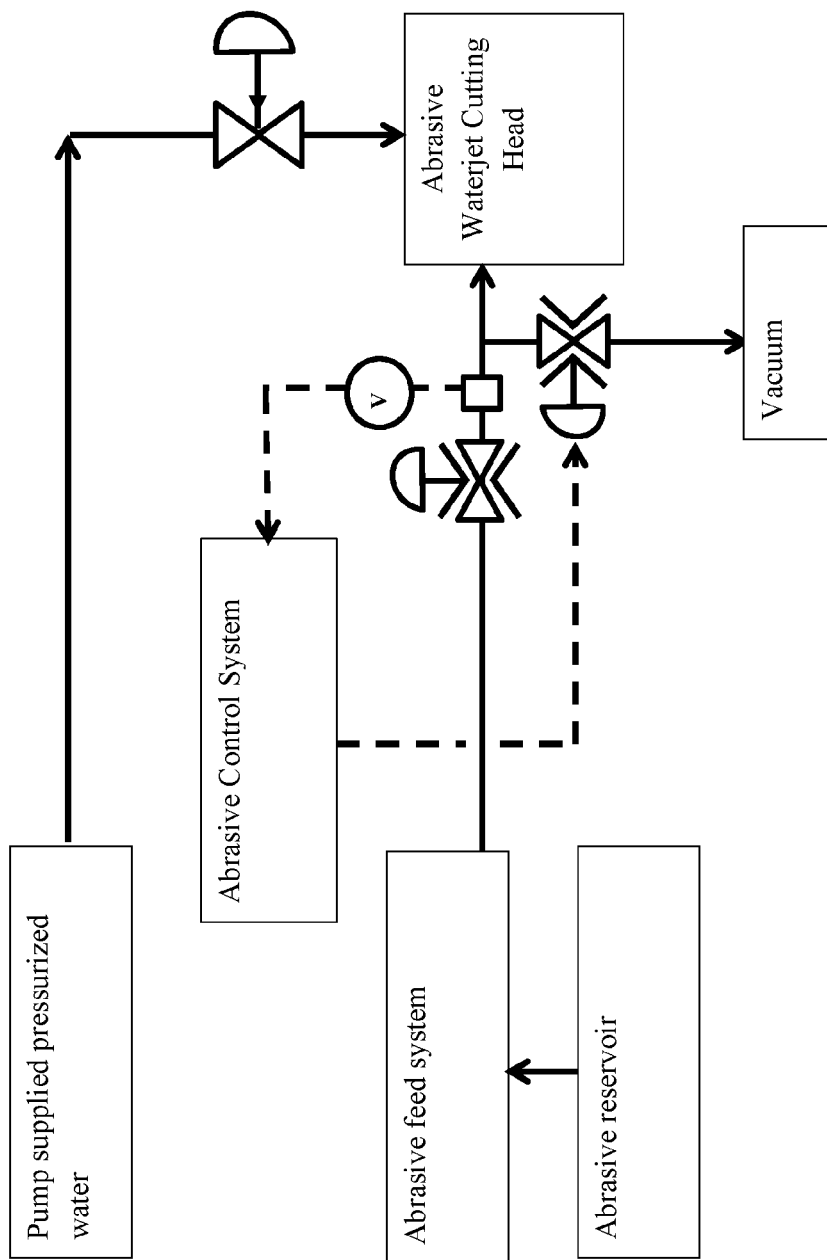 Pump supplied pressurized
water
Abrasive Control System
v
Abrasive
Waterjet Cutting
Head
Abrasive feed system
Abrasive reservoir
Vacuum